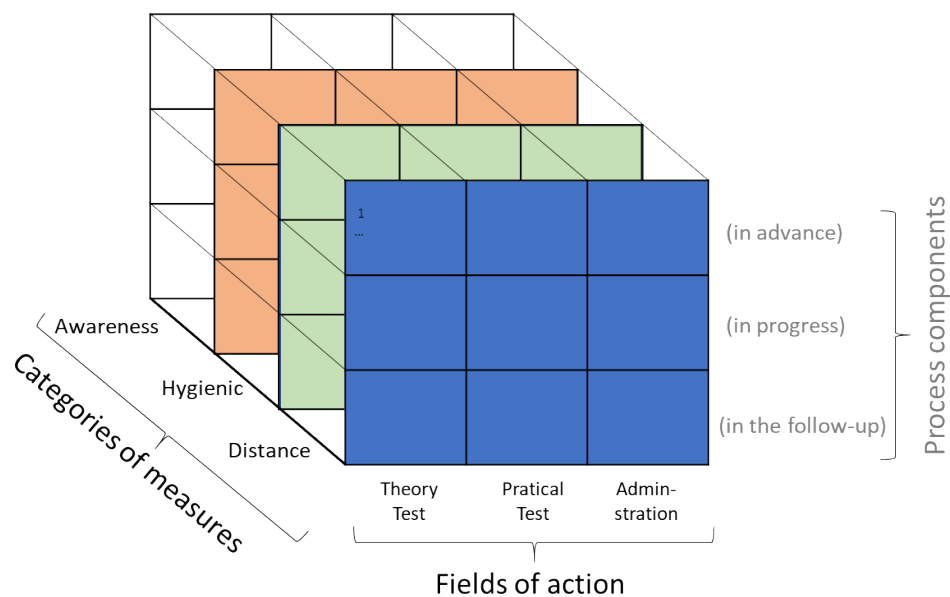 1
...
(in advance)
(in progress)
(in the follow-up)
Process components
Awareness
Hygienic
Distance
Categories of measures
Theory
Test
Pratical
Test
Admin-
stration
Fields of action